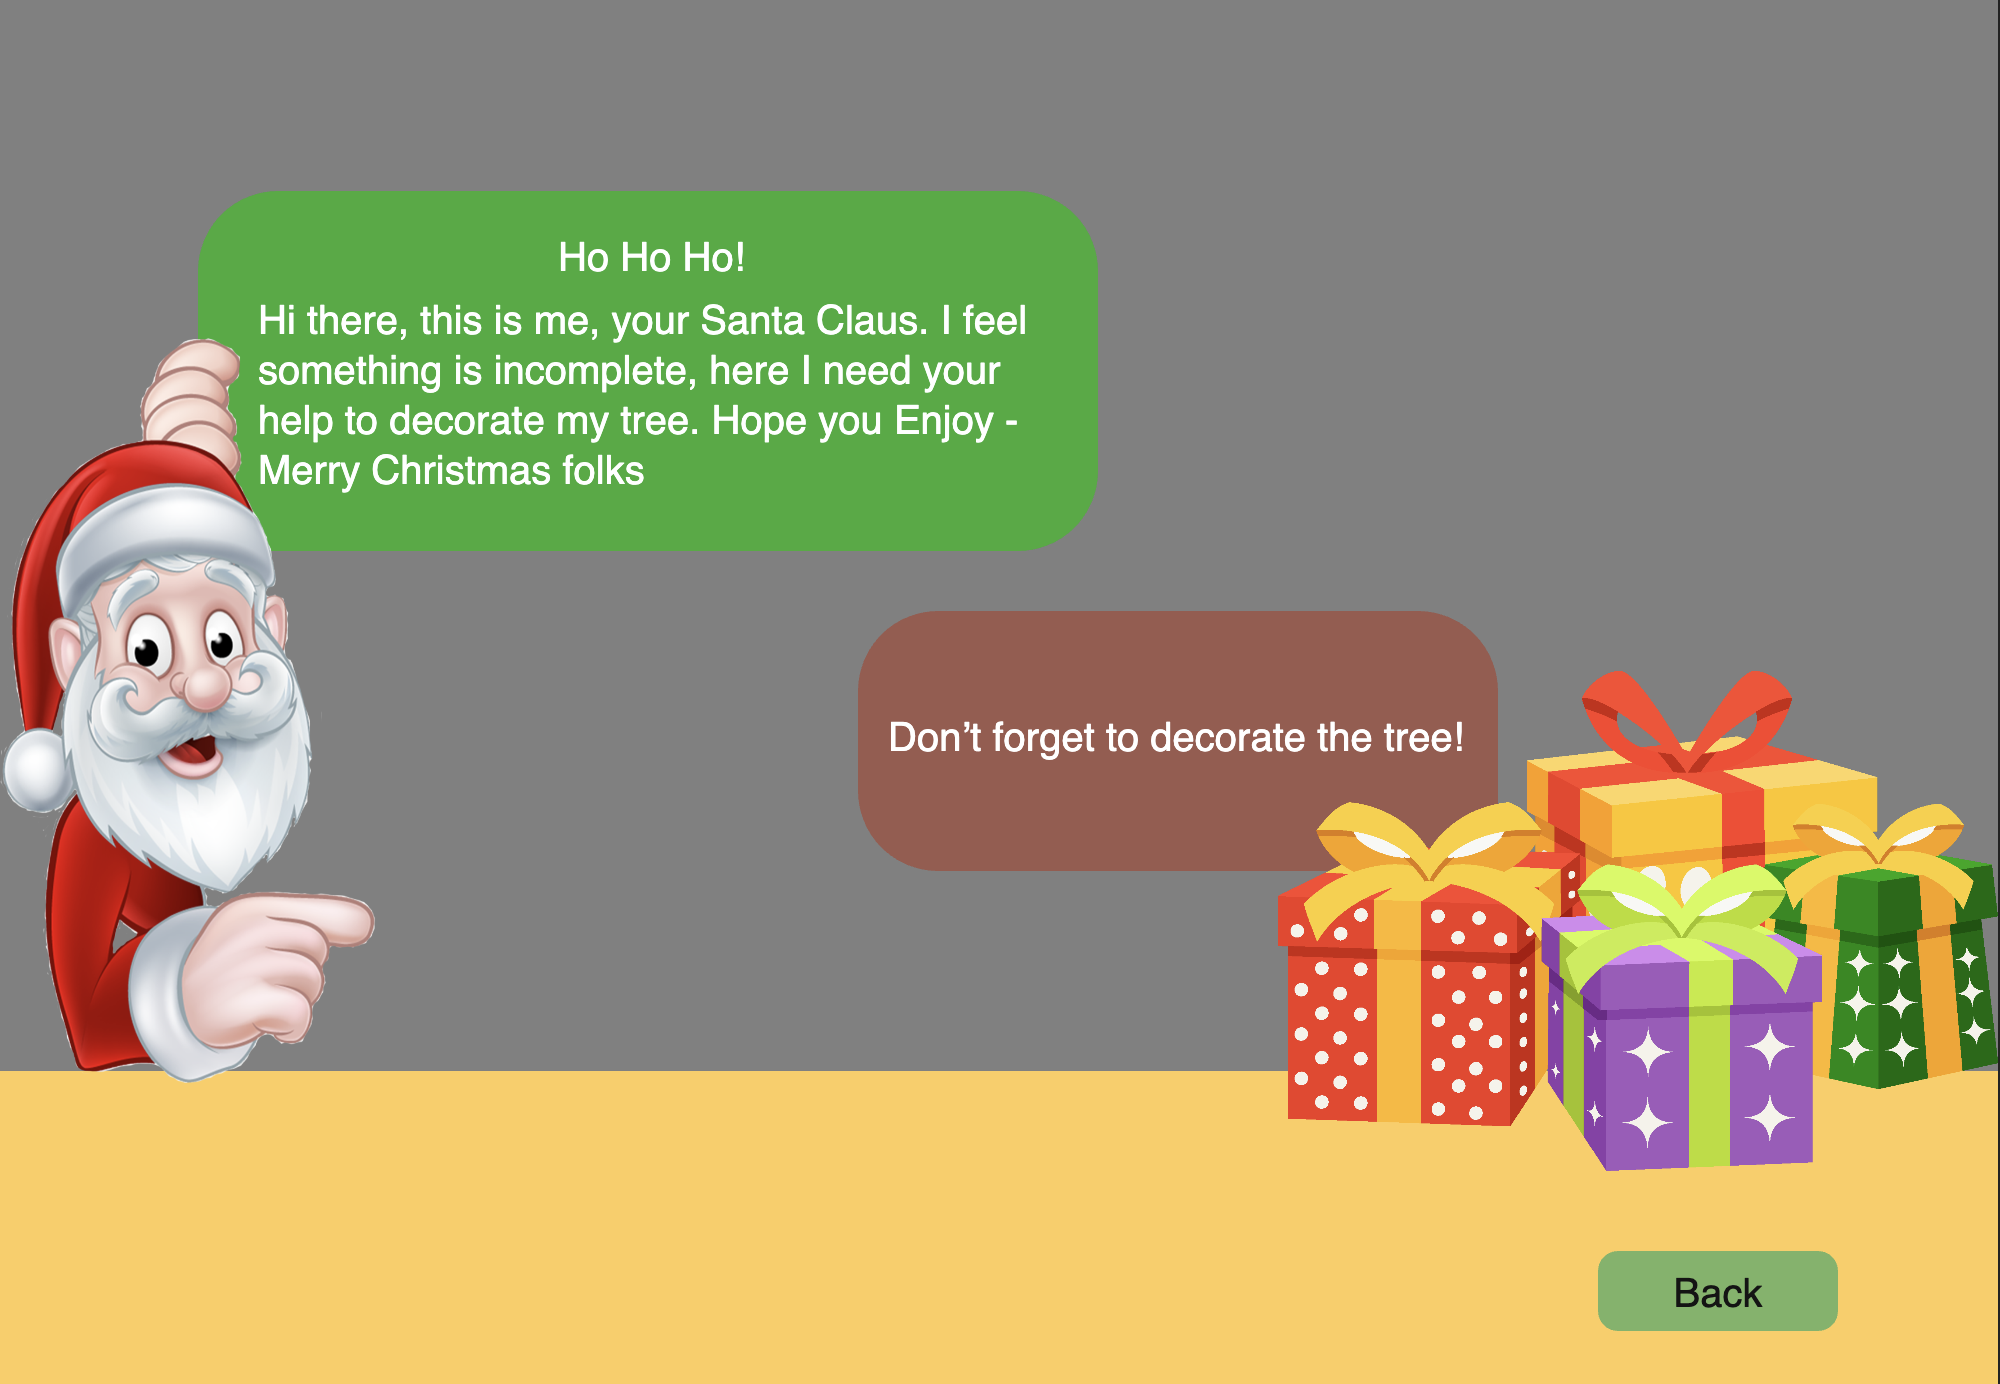 Ho Ho Ho!
Hi there, this is me, your Santa Claus. I feel
something is incomplete, here I need your
help to decorate my tree. Hope you Enjoy -
Merry Christmas folks
Don’t forget to decorate the tree!
Back